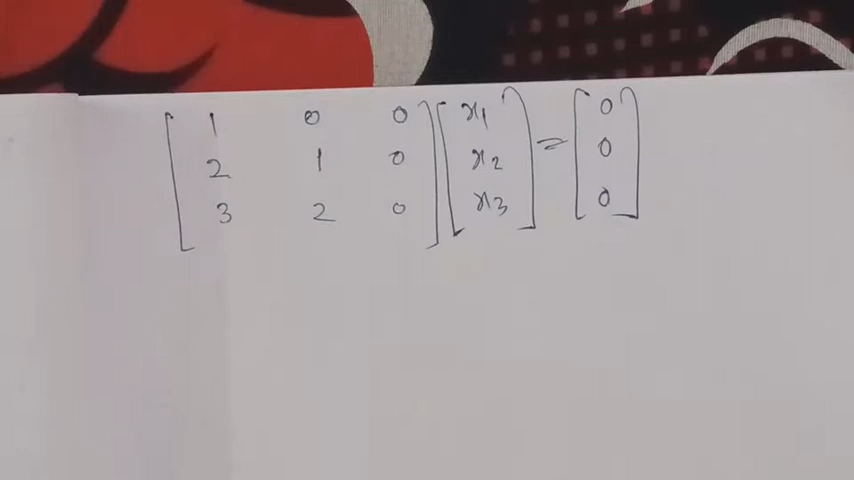 [1 0 0] [x1] = [0]
[2 1 0] [x2] [0]
[3 2 0] [x3] [0]